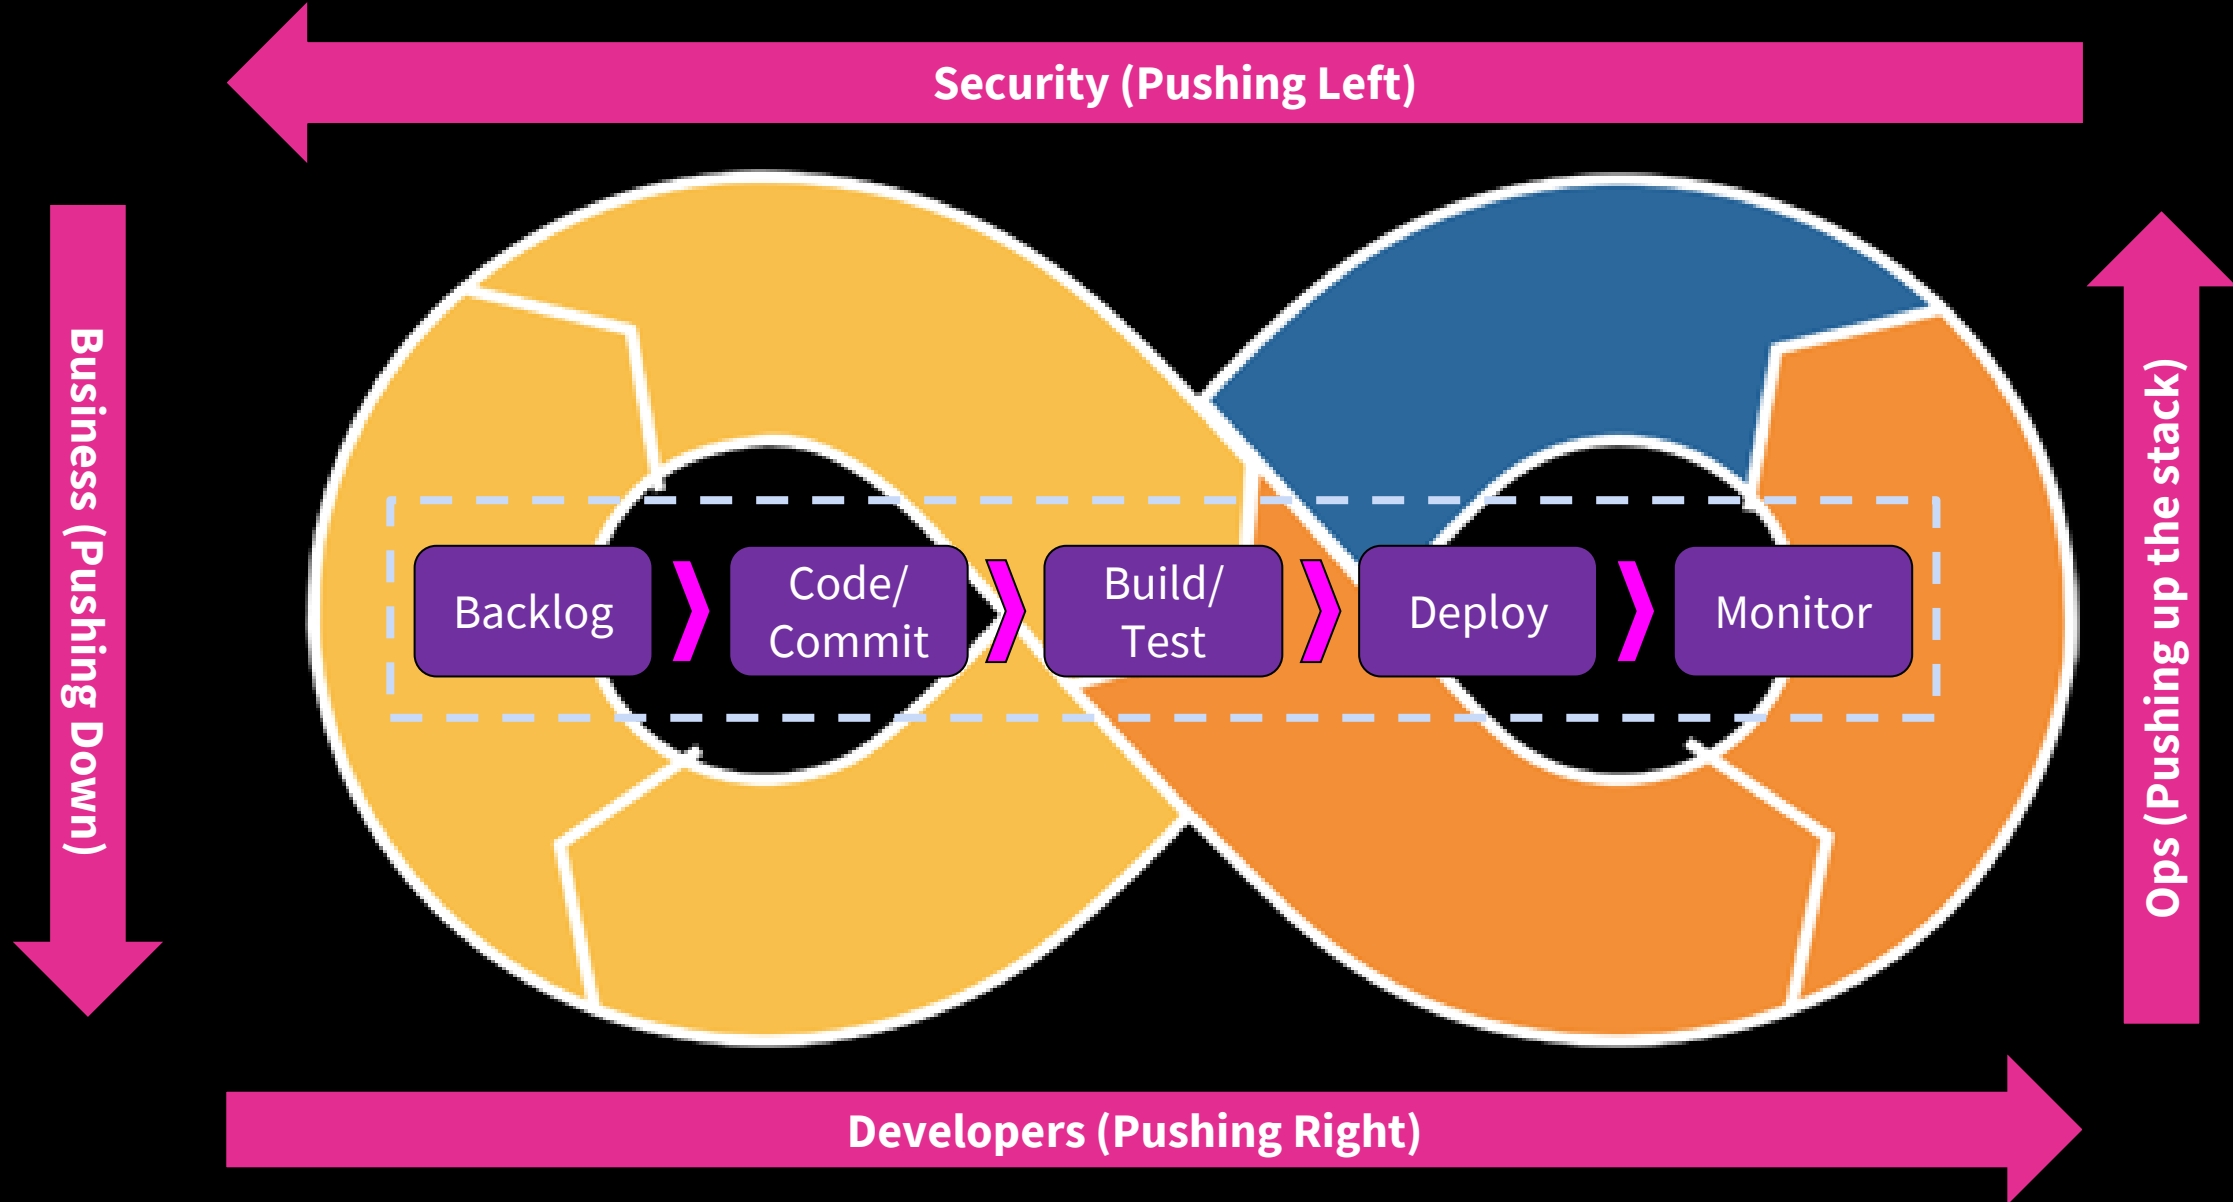 Security (Pushing Left)
Business (Pushing Down)
Backlog
Code/
Commit
Build/
Test
Deploy
Monitor
Ops (Pushing up the stack)
Developers (Pushing Right)